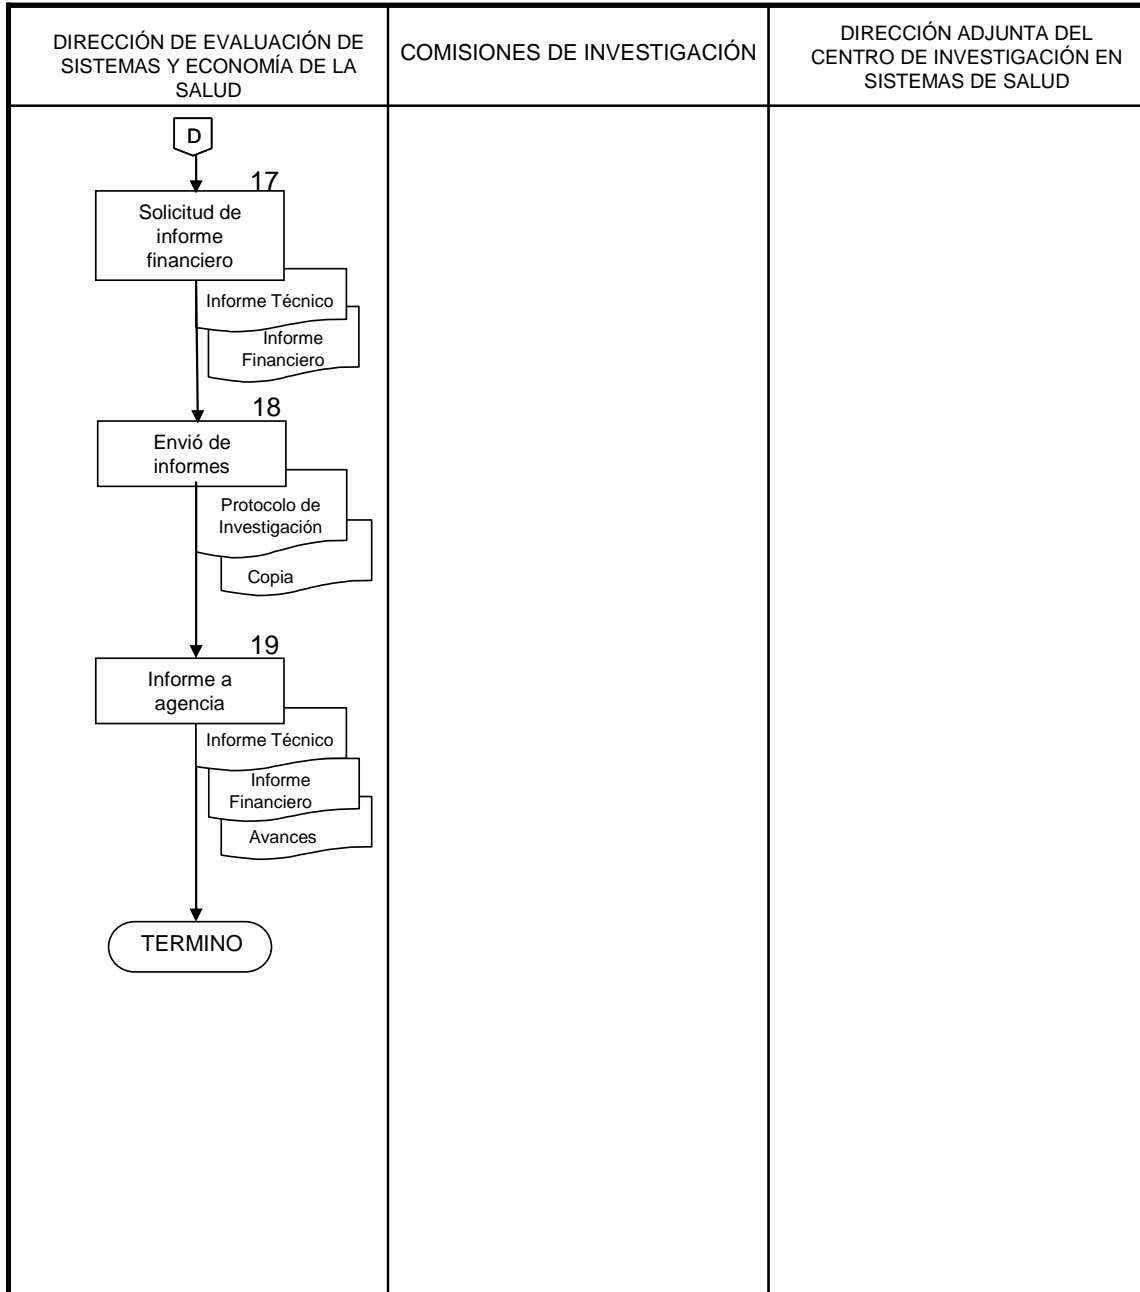 DIRECCIÓN DE EVALUACIÓN DE
SISTEMAS Y ECONOMÍA DE LA
SALUD
COMISIONES DE INVESTIGACIÓN
DIRECCIÓN ADJUNTA DEL
CENTRO DE INVESTIGACIÓN EN
SISTEMAS DE SALUD
D
17
Solicitud de
informe
financiero
Informe Técnico
Informe
Financiero
18
Envió de
informes
Protocolo de
Investigación
Copia
19
Informe a
agencia
Informe Técnico
Informe
Financiero
Avances
TERMINO